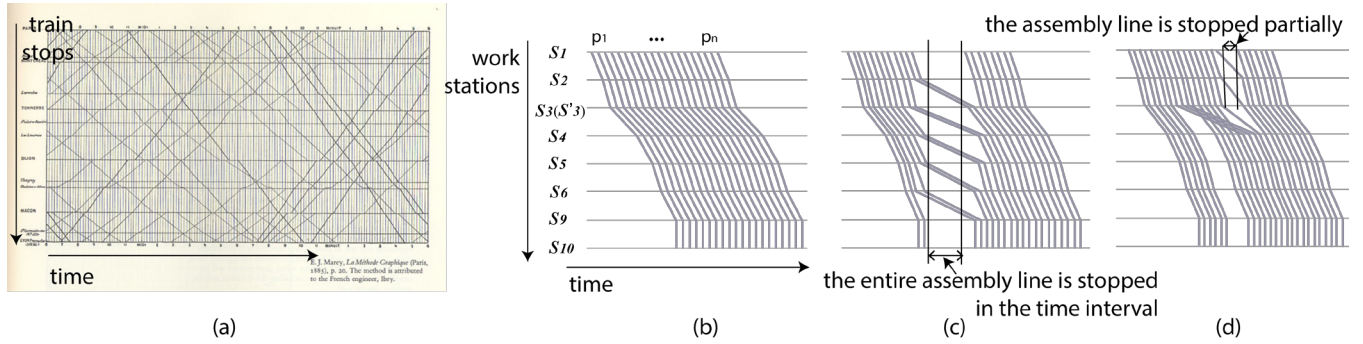 train
stops
time
E. J. Marey, La Méthode Graphique (Paris,
1885), p. 20. The method is attributed
to the French engineer, Ibry.
(a)
work
stations
p1 ... pn
S1
S2
S3(S'3)
S4
S5
S6
S9
S10
time
(b)
the entire assembly line is stopped
in the time interval
(c)
the assembly line is stopped partially
(d)